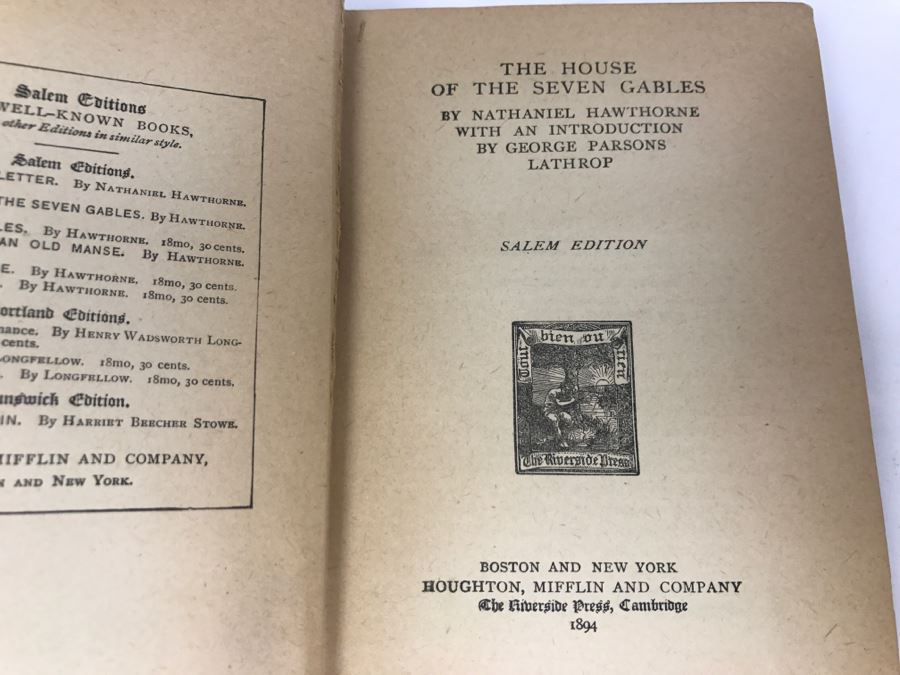 Salem Editions
WELL-KNOWN BOOKS,
other Editions in similar style.
Salem Editions.
LETTER. By NATHANIEL HAWTHORNE.
THE SEVEN GABLES. By HAWTHORNE.
LES. By HAWTHORNE. 18mo, 30 cents.
AN OLD MANSE. By HAWTHORNE.
E. By HAWTHORNE. 18mo, 30 cents.
. By HAWTHORNE. 18mo, 30 cents.
ortland Editions.
mance. By HENRY WADSWORTH LONG-
cents.
LONGFELLOW. 18mo, 30 cents.
. By LONGFELLOW. 18mo, 30 cents.
unswick Edition.
IN. By HARRIET BEECHER STOWE.
MIFFLIN AND COMPANY,
N AND NEW YORK.
THE HOUSE
OF THE SEVEN GABLES
BY NATHANIEL HAWTHORNE
WITH AN INTRODUCTION
BY GEORGE PARSONS
LATHROP
SALEM EDITION
Tout bien ou rien
The Riverside Press
BOSTON AND NEW YORK
HOUGHTON, MIFFLIN AND COMPANY
The Riverside Press, Cambridge
1894